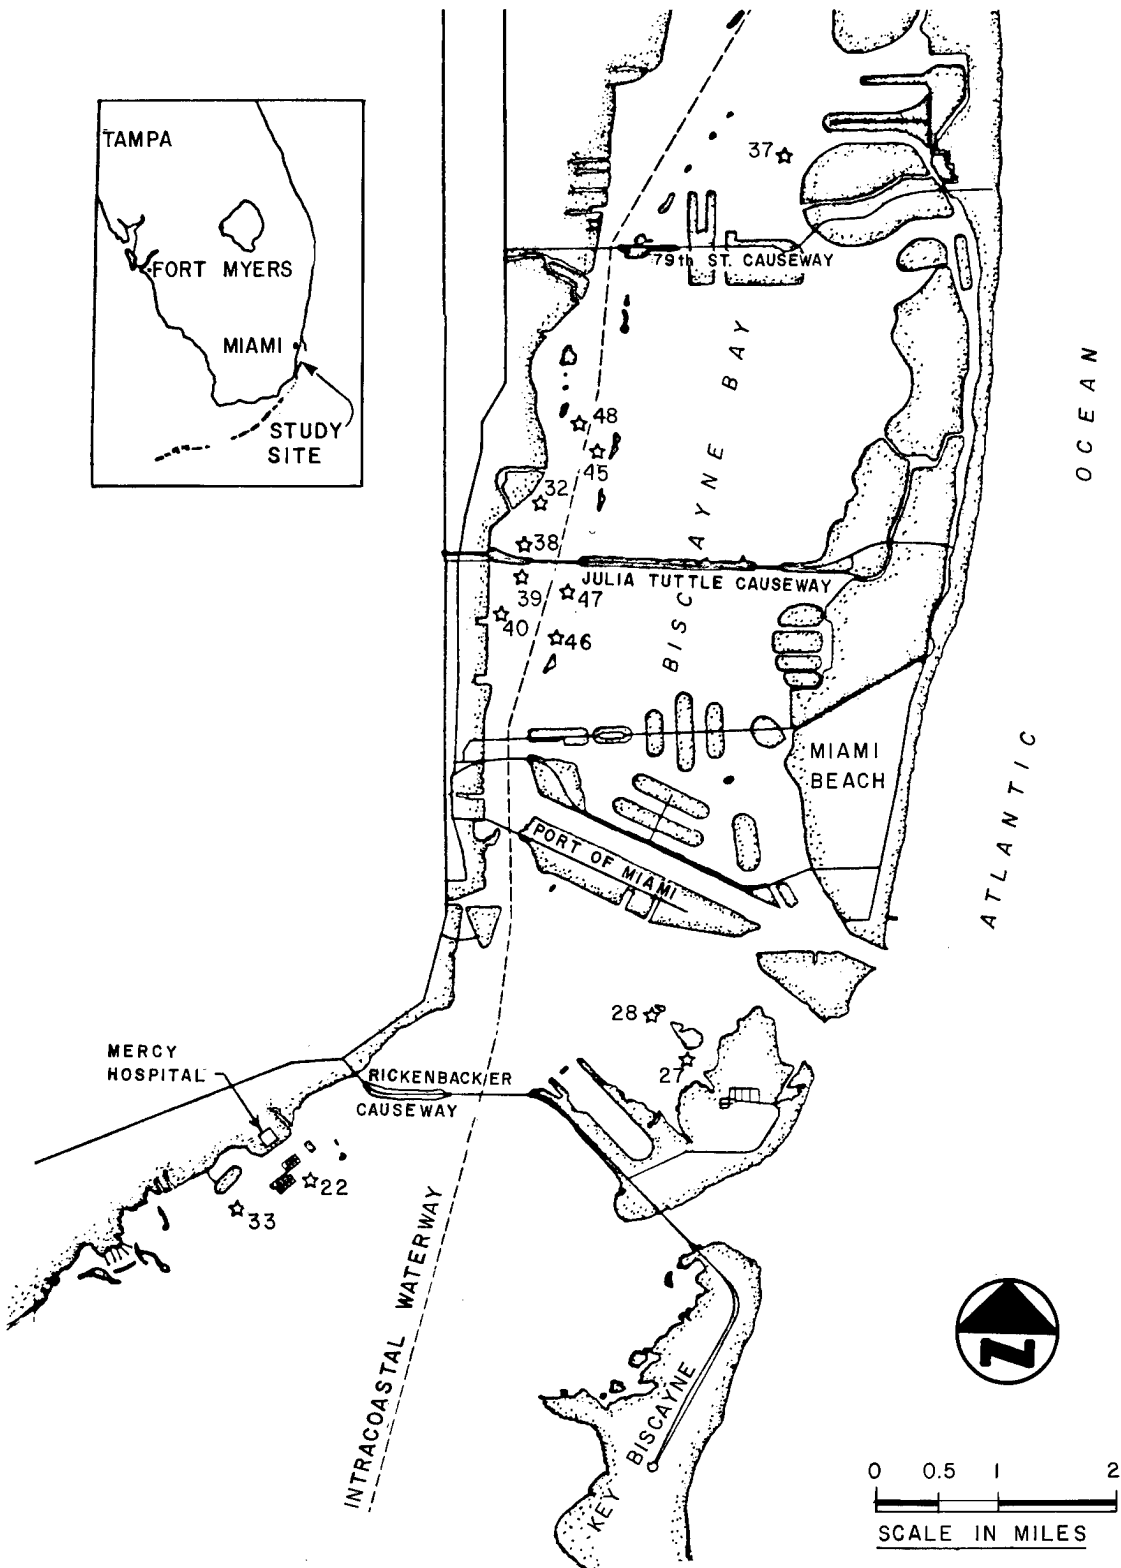 TAMPA
FORT MYERS
MIAMI
STUDY
SITE
37
79th ST. CAUSEWAY
BISCAYNE BAY
OCEAN
48
45
32
38
JULIA TUTTLE CAUSEWAY
39
47
40
46
MIAMI
BEACH
PORT OF MIAMI
ATLANTIC
28
27
MERCY
HOSPITAL
RICKENBACKER
CAUSEWAY
22
33
INTRACOASTAL WATERWAY
KEY BISCAYNE
N
0 0.5 1 2
SCALE IN MILES